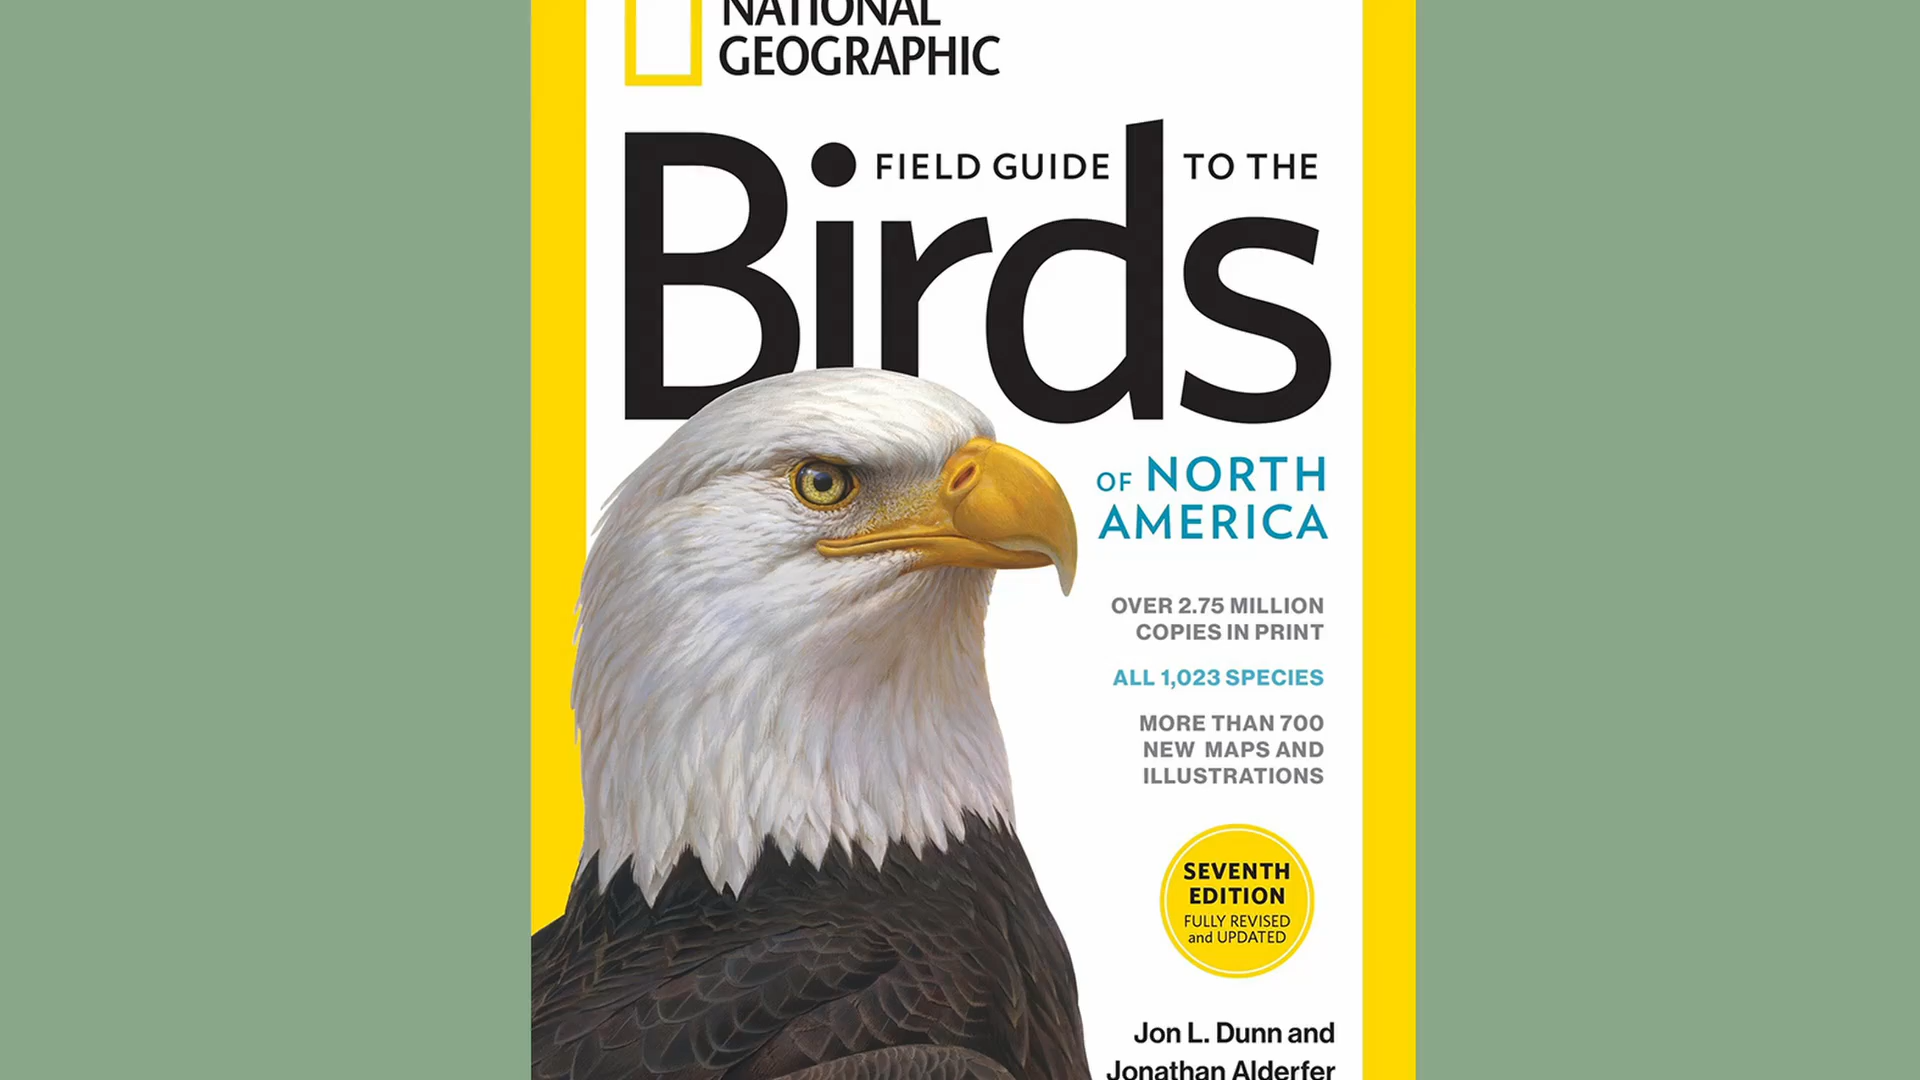 NATIONAL
GEOGRAPHIC
FIELD GUIDE TO THE
Birds
OF NORTH
AMERICA
OVER 2.75 MILLION
COPIES IN PRINT
ALL 1,023 SPECIES
MORE THAN 700
NEW MAPS AND
ILLUSTRATIONS
SEVENTH
EDITION
FULLY REVISED
and UPDATED
Jon L. Dunn and
Jonathan Alderfer